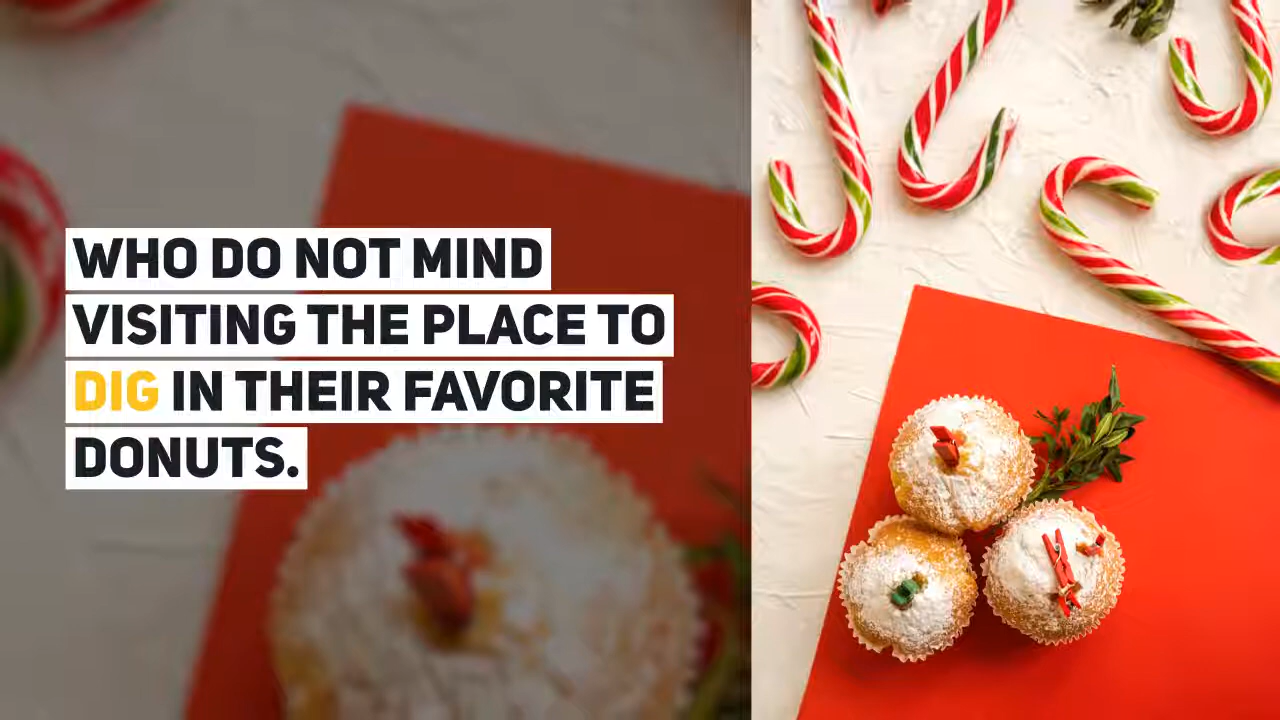 WHO DO NOT MIND
VISITING THE PLACE TO
DIG IN THEIR FAVORITE
DONUTS.